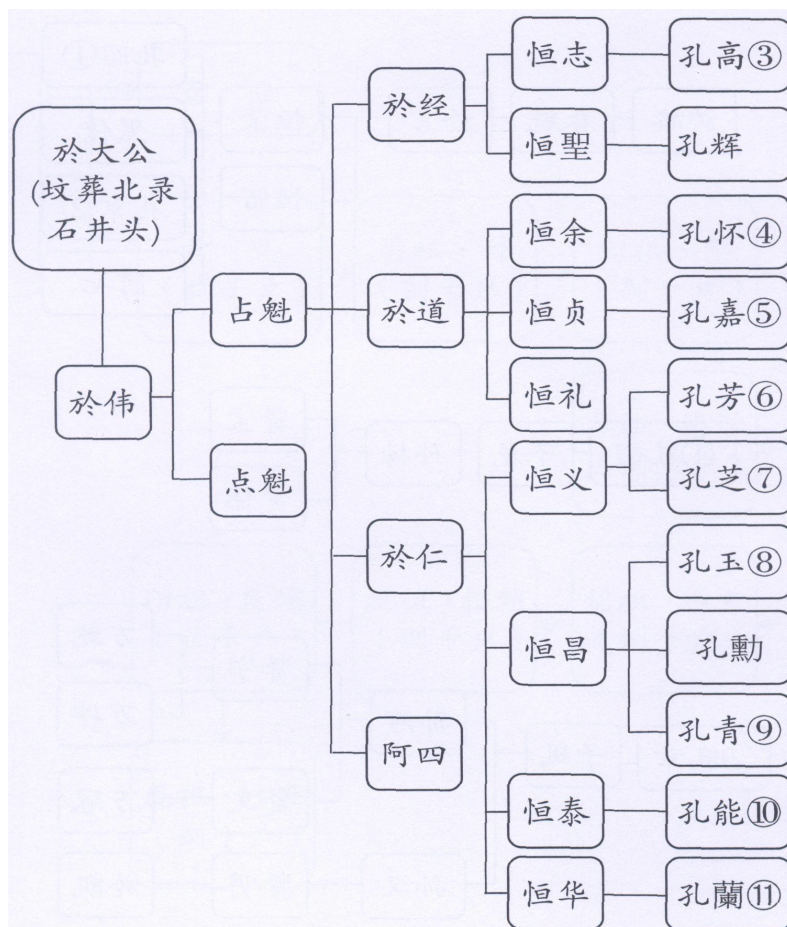 於大公
(坟葬北录
石井头)
於伟
占魁
点魁
於经
於道
於仁
阿四
恒志
恒聖
恒余
恒贞
恒礼
恒义
恒昌
恒泰
恒华
孔高③
孔辉
孔怀④
孔嘉⑤
孔芳⑥
孔芝⑦
孔玉⑧
孔勳
孔青⑨
孔能⑩
孔蘭⑪